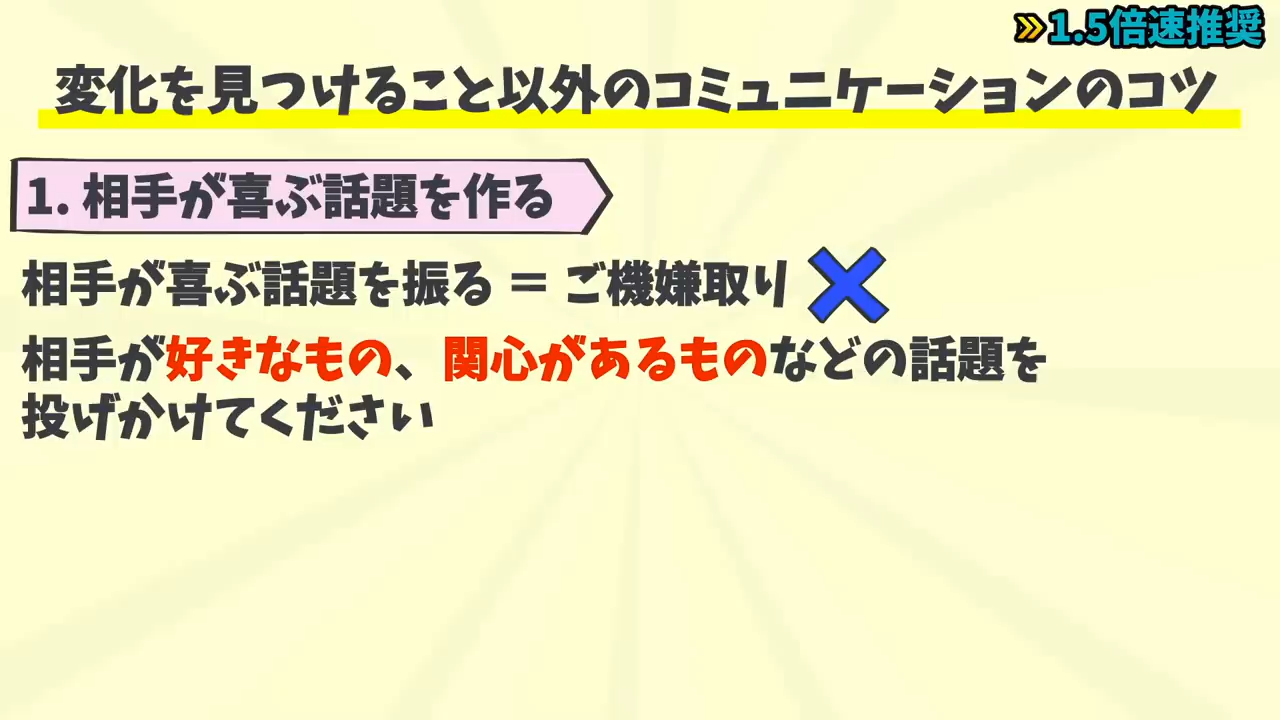 1.5倍速推奨
変化を見つけること以外のコミュニケーションのコツ
1. 相手が喜ぶ話題を作る
相手が喜ぶ話題を振る = ご機嫌取り
相手が好きなもの、関心があるものなどの話題を
投げかけてください